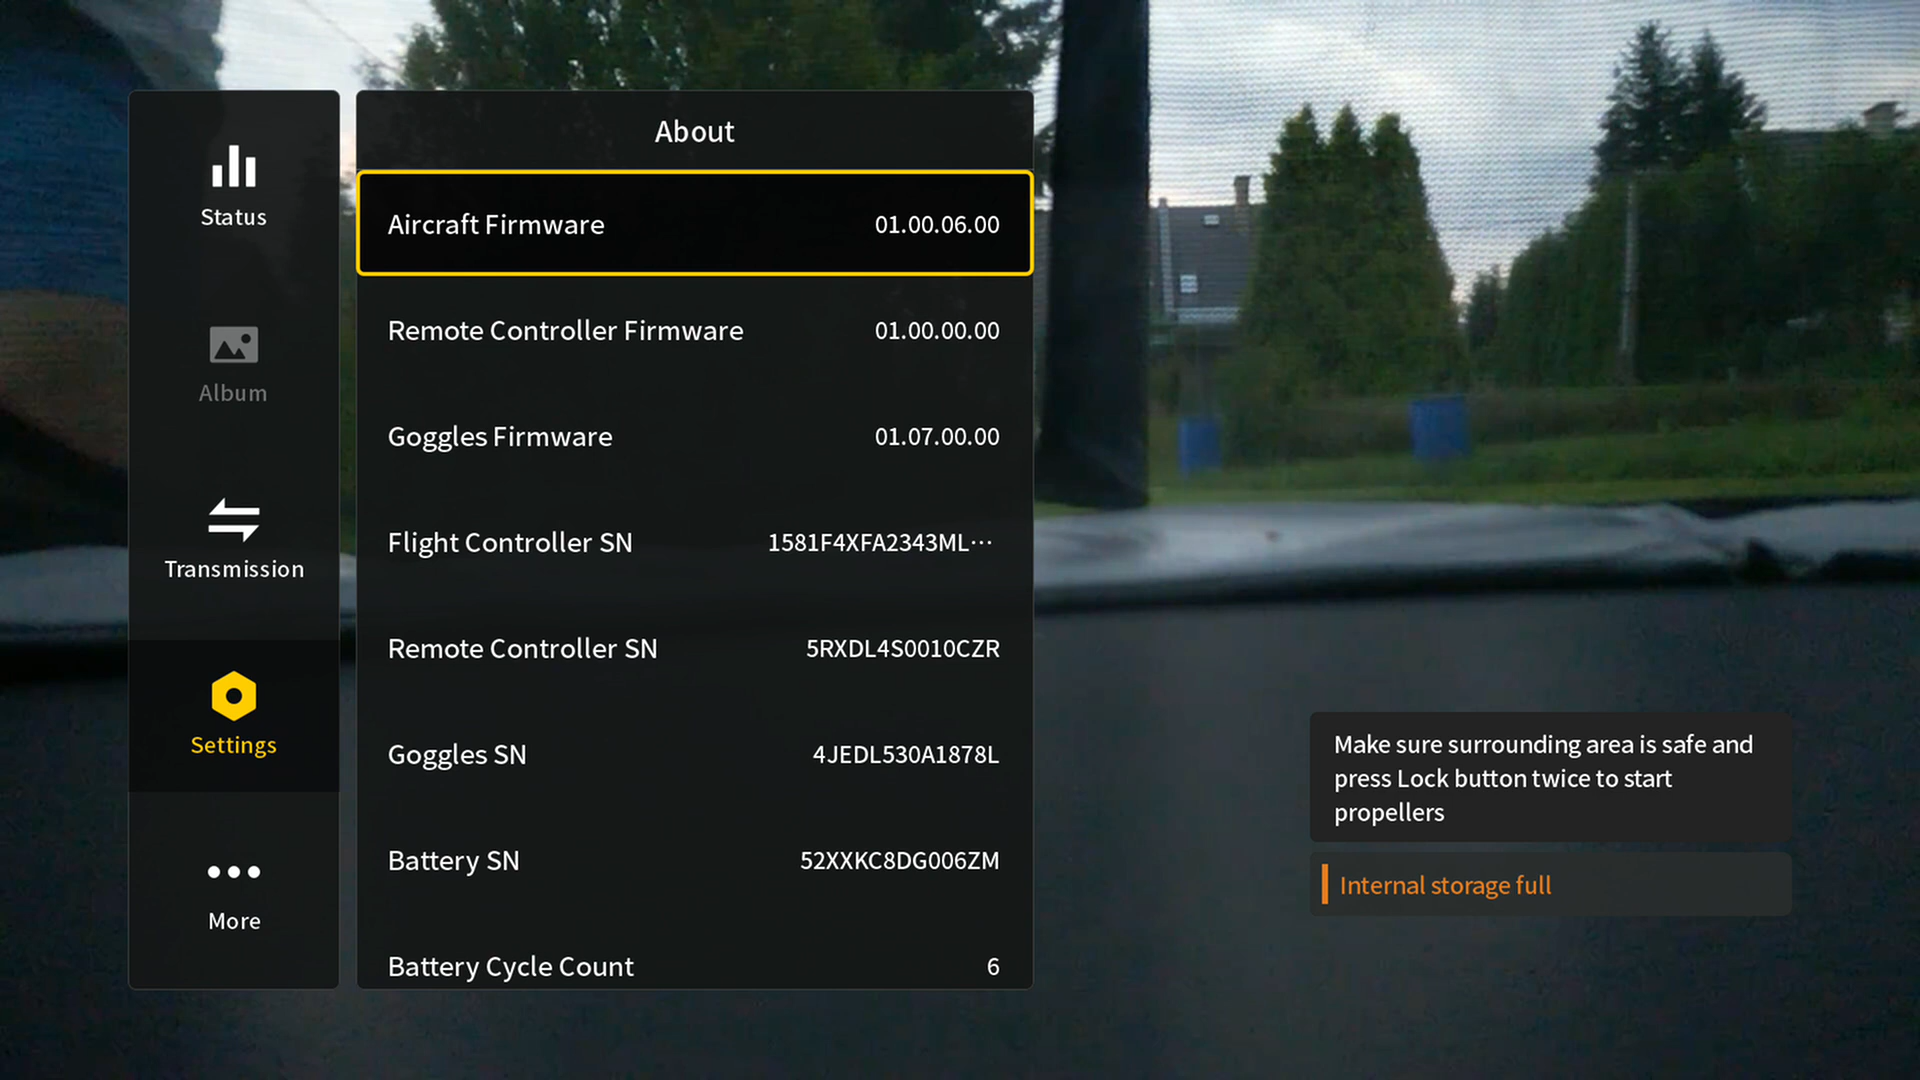 Status
Album
Transmission
Settings
More
About
Aircraft Firmware 01.00.06.00
Remote Controller Firmware 01.00.00.00
Goggles Firmware 01.07.00.00
Flight Controller SN 1581F4XFA2343ML···
Remote Controller SN 5RXDL4S0010CZR
Goggles SN 4JEDL530A1878L
Battery SN 52XXKC8DG006ZM
Battery Cycle Count 6
Make sure surrounding area is safe and
press Lock button twice to start
propellers
Internal storage full